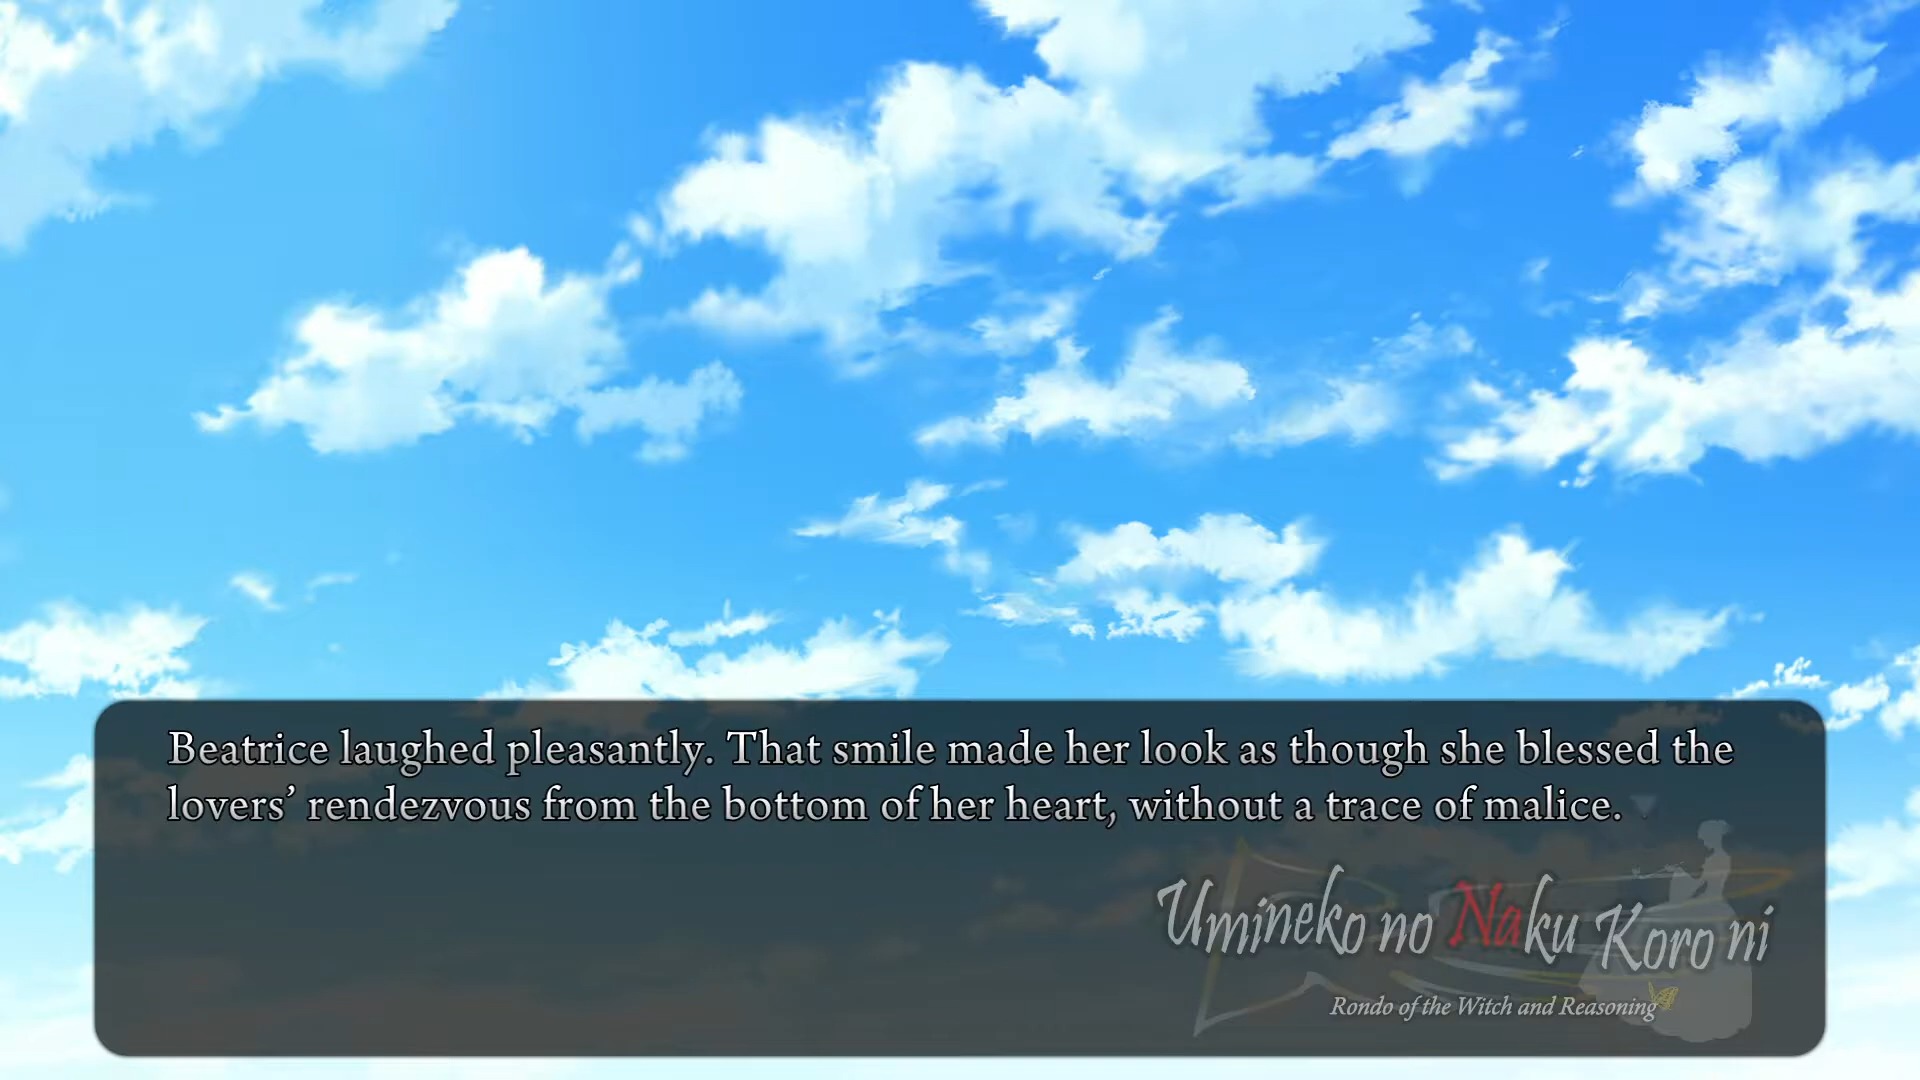 Beatrice laughed pleasantly. That smile made her look as though she blessed the
lovers’ rendezvous from the bottom of her heart, without a trace of malice.
Umineko no Naku Koro ni
Rondo of the Witch and Reasoning